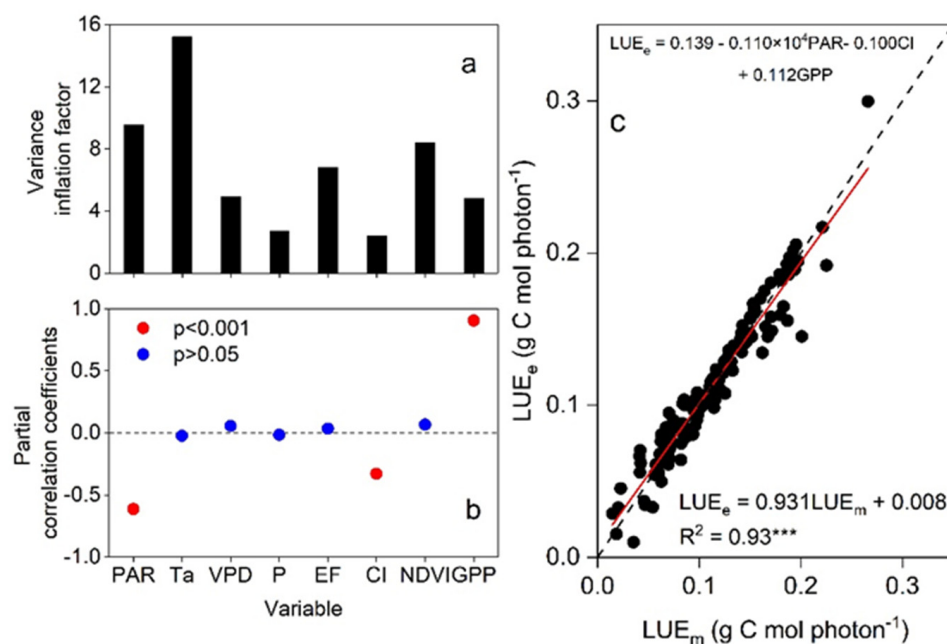 16
12
8
4
0
Variance
inflation factor
a
1.0
0.5
0.0
-0.5
-1.0
Partial
correlation coefficients
p<0.001
p>0.05
b
PAR Ta VPD P EF CI NDVIGPP
Variable
LUEₑ = 0.139 - 0.110×10⁴PAR- 0.100CI
+ 0.112GPP
c
0.3
0.2
0.1
0.0
LUEₑ (g C mol photon⁻¹)
LUEₑ = 0.931LUEₘ + 0.008
R² = 0.93***
0.0 0.1 0.2 0.3
LUEₘ (g C mol photon⁻¹)